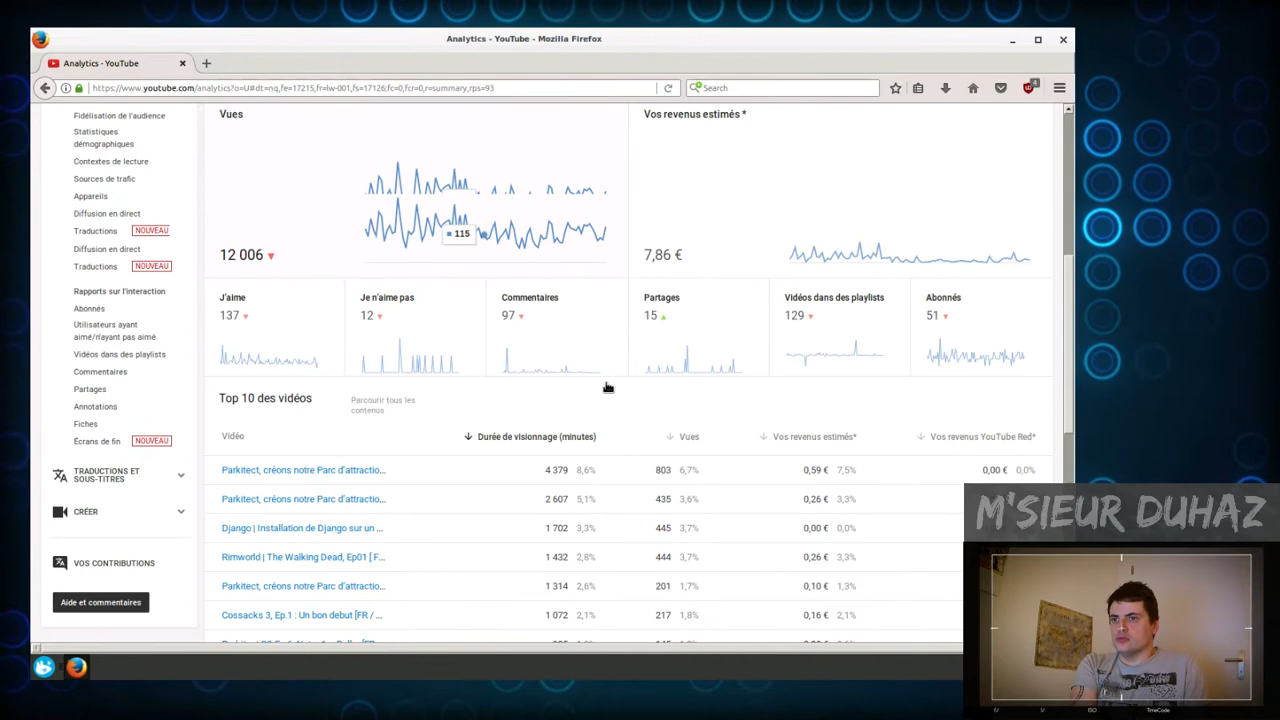 Analytics - YouTube - Mozilla Firefox
Analytics - YouTube
https://www.youtube.com/analytics?o=U#dt=nq,fe=17215,fr=lw-001,fs=17126;fc=0,fcr=0,r=summary,rps=93
Search
4
Fidélisation de l'audience
Statistiques
démographiques
Contextes de lecture
Sources de trafic
Appareils
Diffusion en direct
Traductions NOUVEAU
Diffusion en direct
Traductions NOUVEAU
Rapports sur l'interaction
Abonnés
Utilisateurs ayant
aimé/n'ayant pas aimé
Vidéos dans des playlists
Commentaires
Partages
Annotations
Fiches
Écrans de fin NOUVEAU
TRADUCTIONS ET
SOUS-TITRES
CRÉER
VOS CONTRIBUTIONS
Aide et commentaires
Vues
115
12 006
Vos revenus estimés *
7,86 €
J'aime
137
Je n'aime pas
12
Commentaires
97
Partages
15
Vidéos dans des playlists
129
Abonnés
51
Top 10 des vidéos
Parcourir tous les
contenus
Vidéo Durée de visionnage (minutes) Vues Vos revenus estimés* Vos revenus YouTube Red*
Parkitect, créons notre Parc d'attractio... 4 379 8,6% 803 6,7% 0,59 € 7,5% 0,00 € 0,0%
Parkitect, créons notre Parc d'attractio... 2 607 5,1% 435 3,6% 0,26 € 3,3%
Django | Installation de Django sur un ... 1 702 3,3% 445 3,7% 0,00 € 0,0%
Rimworld | The Walking Dead, Ep01 [ F... 1 432 2,8% 444 3,7% 0,26 € 3,3%
Parkitect, créons notre Parc d'attractio... 1 314 2,6% 201 1,7% 0,10 € 1,3%
Cossacks 3, Ep.1 : Un bon debut [FR / ... 1 072 2,1% 217 1,8% 0,16 € 2,1%
M'SIEUR DUHAZ
ISO
TimeCode